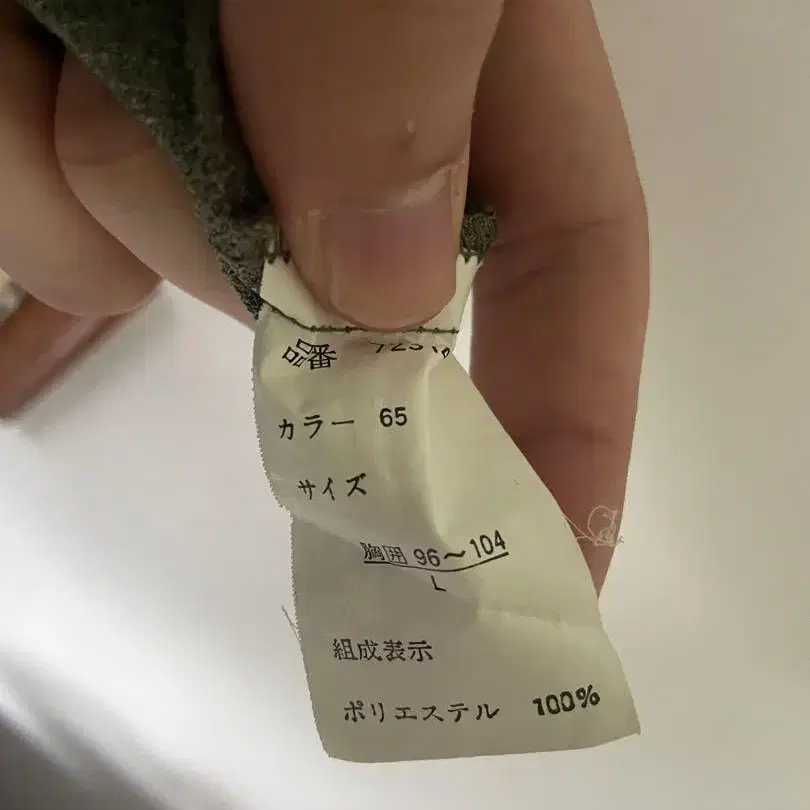 品番
カラー 65
サイズ
胸囲 96〜104
L
組成表示
ポリエステル 100%